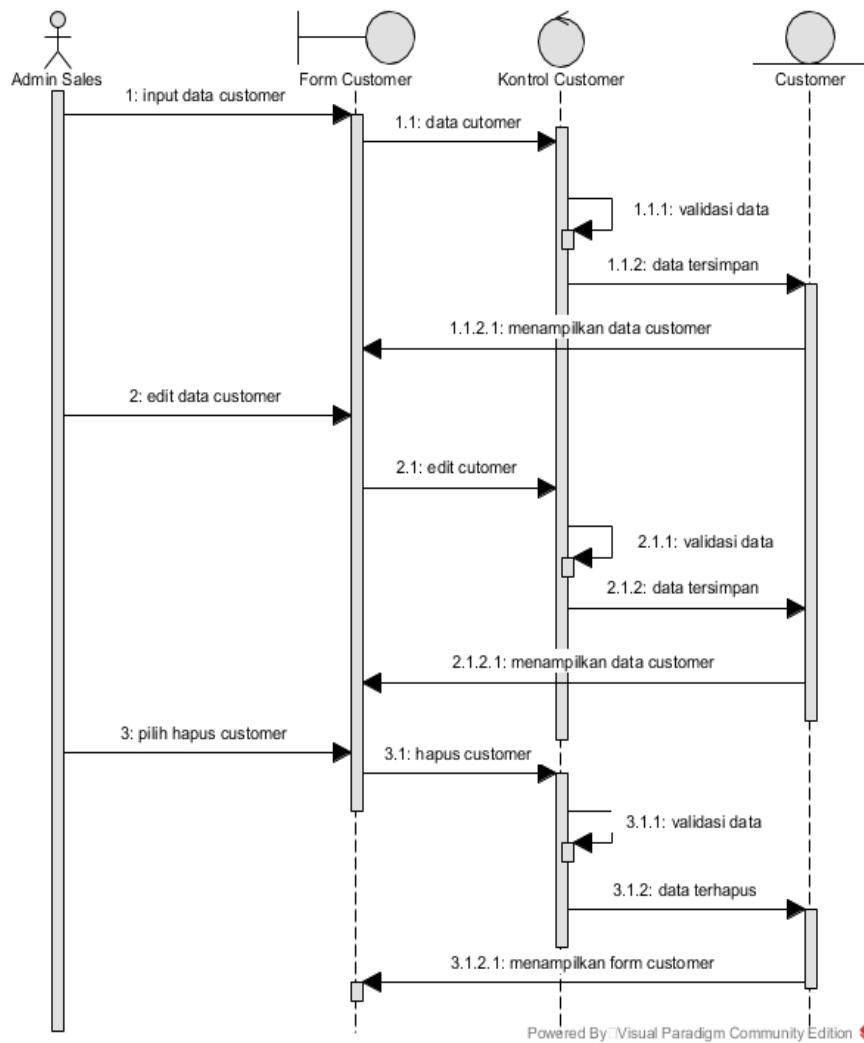 Admin Sales
Form Customer
Kontrol Customer
Customer
1: input data customer
1.1: data cutomer
1.1.1: validasi data
1.1.2: data tersimpan
1.1.2.1: menampilkan data customer
2: edit data customer
2.1: edit cutomer
2.1.1: validasi data
2.1.2: data tersimpan
2.1.2.1: menampilkan data customer
3: pilih hapus customer
3.1: hapus customer
3.1.1: validasi data
3.1.2: data terhapus
3.1.2.1: menampilkan form customer
Powered By Visual Paradigm Community Edition